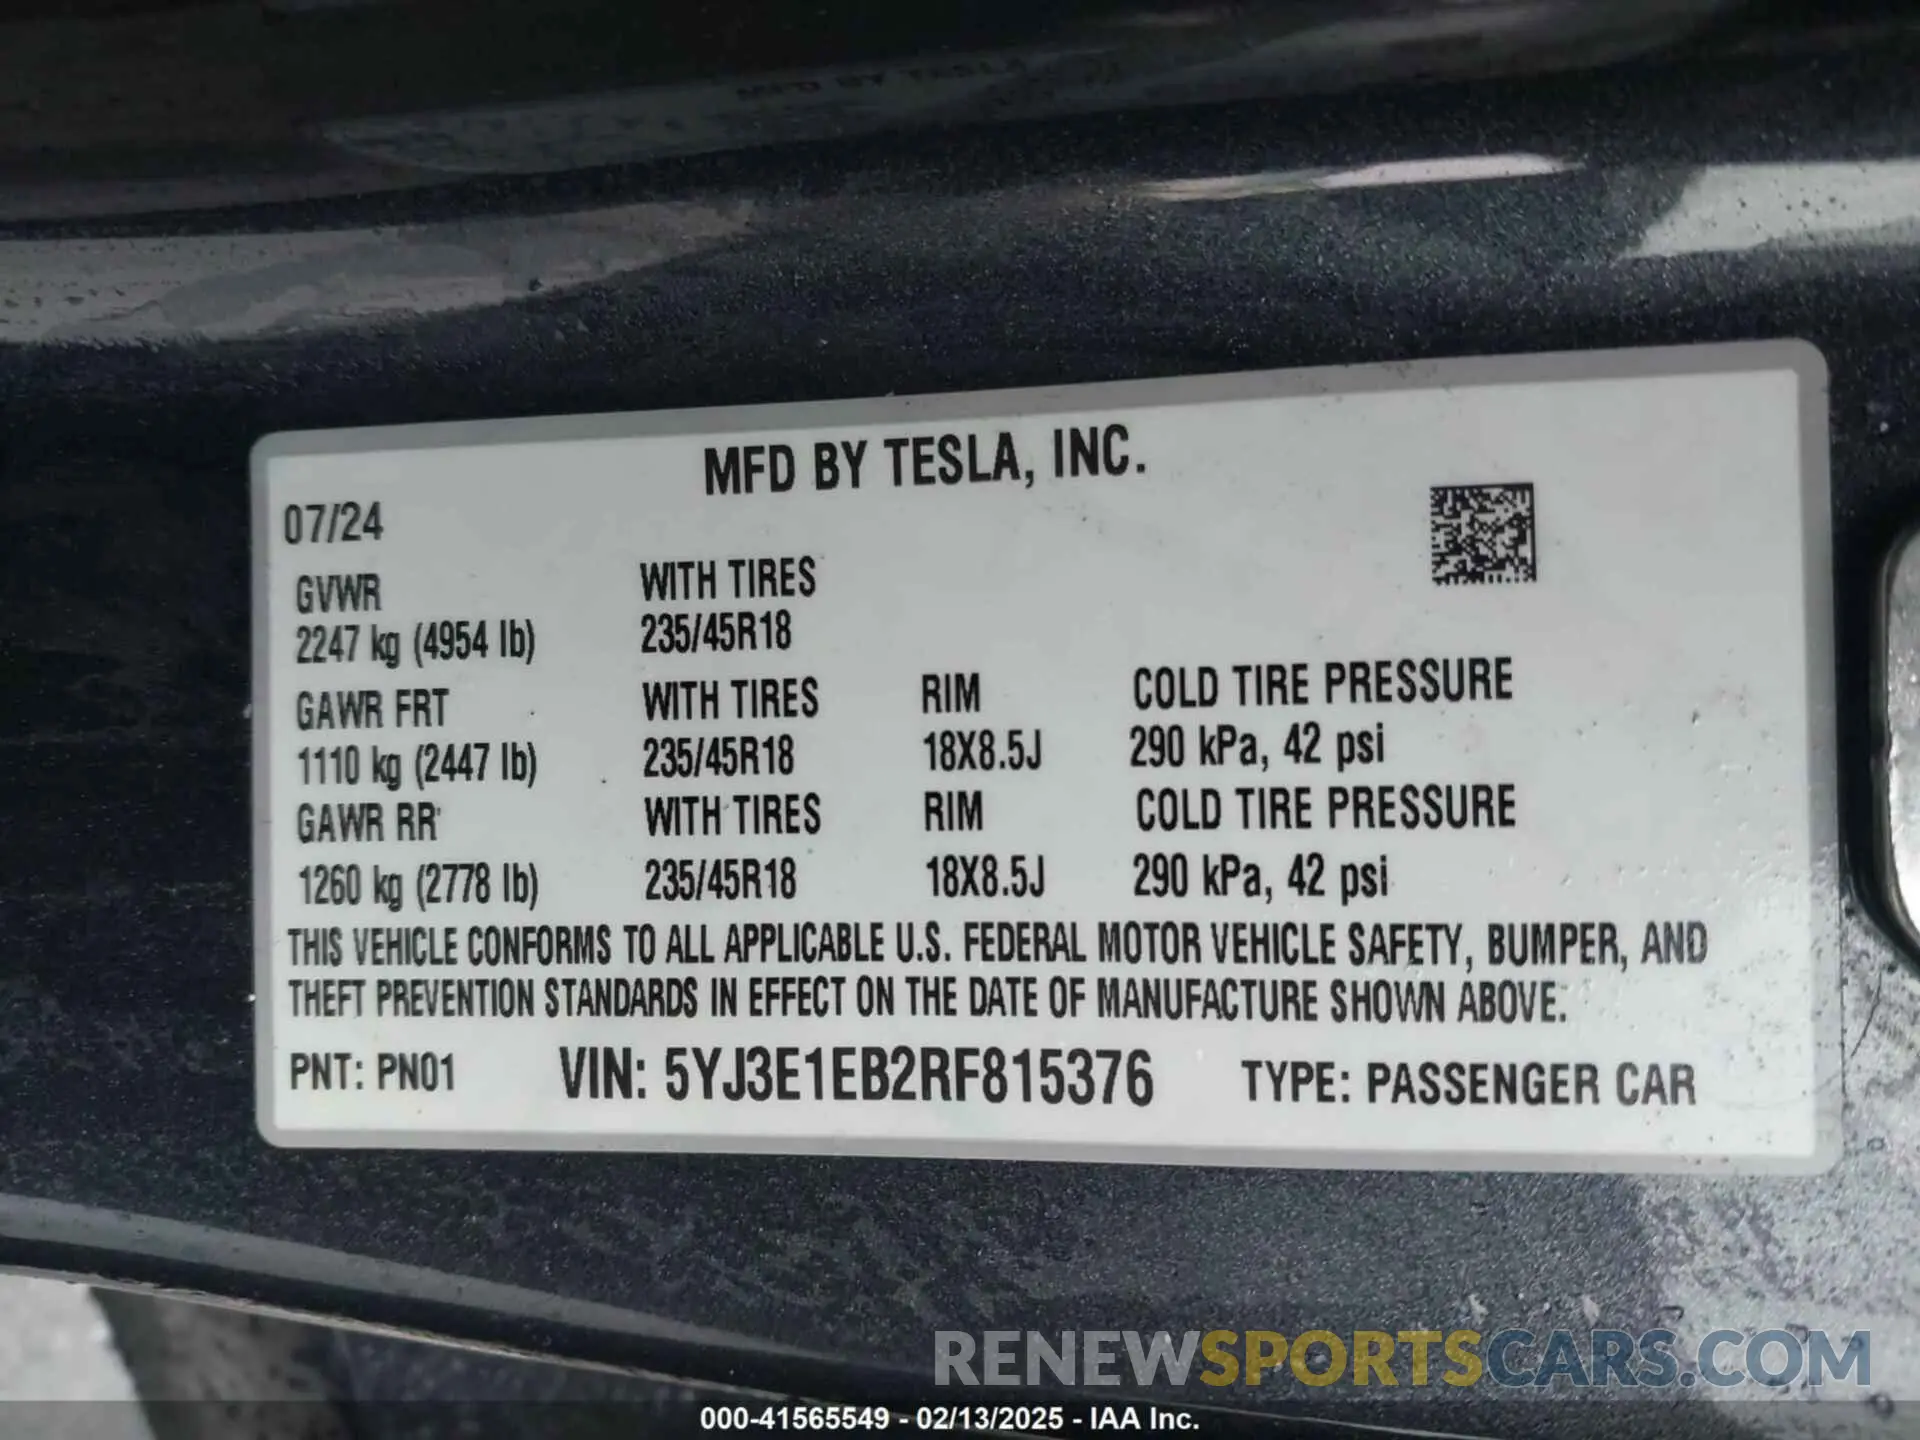 MFD BY TESLA, INC.
07/24
GVWR WITH TIRES
2247 kg (4954 lb) 235/45R18
GAWR FRT WITH TIRES RIM COLD TIRE PRESSURE
1110 kg (2447 lb) 235/45R18 18X8.5J 290 kPa, 42 psi
GAWR RR WITH TIRES RIM COLD TIRE PRESSURE
1260 kg (2778 lb) 235/45R18 18X8.5J 290 kPa, 42 psi
THIS VEHICLE CONFORMS TO ALL APPLICABLE U.S. FEDERAL MOTOR VEHICLE SAFETY, BUMPER, AND
THEFT PREVENTION STANDARDS IN EFFECT ON THE DATE OF MANUFACTURE SHOWN ABOVE.
PNT: PN01 VIN: 5YJ3E1EB2RF815376 TYPE: PASSENGER CAR
RENEWSPORTSCARS.COM
000-41565549 - 02/13/2025 - IAA Inc.